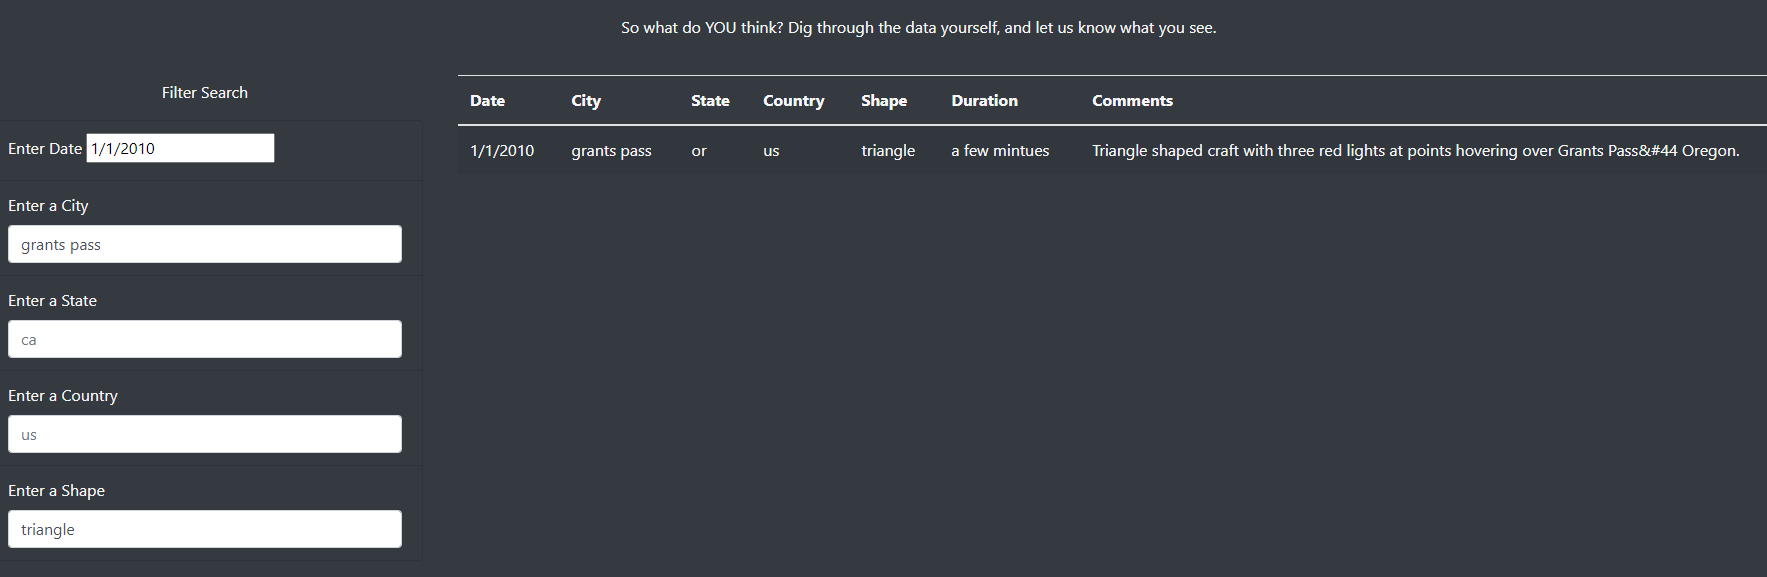 So what do YOU think? Dig through the data yourself, and let us know what you see.
Filter Search
Enter Date 1/1/2010
Enter a City
grants pass
Enter a State
ca
Enter a Country
us
Enter a Shape
triangle
Date City State Country Shape Duration Comments
1/1/2010 grants pass or us triangle a few mintues Triangle shaped craft with three red lights at points hovering over Grants Pass&#44 Oregon.